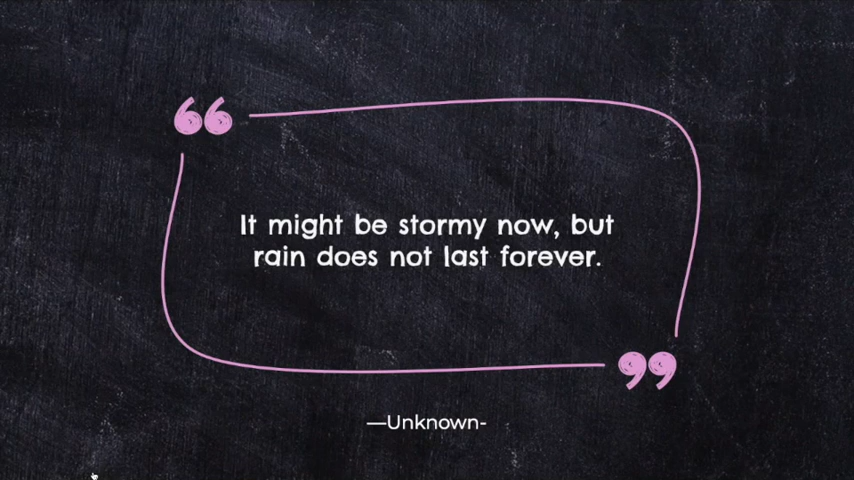 ❝
It might be stormy now, but
rain does not last forever.
❞
—Unknown-